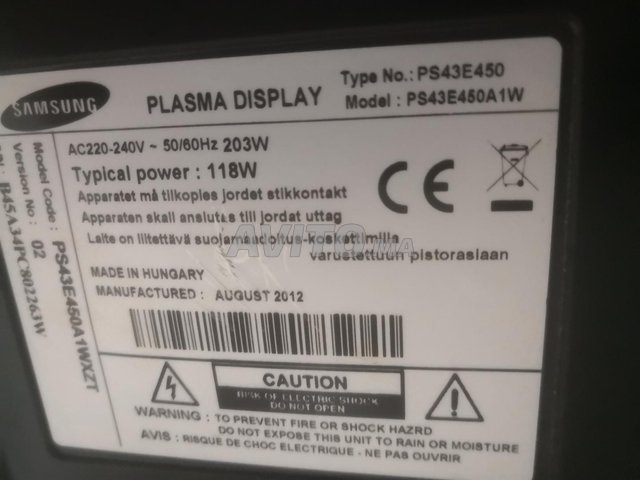 SAMSUNG
PLASMA DISPLAY
Type No.: PS43E450
Model : PS43E450A1W
AC220-240V ~ 50/60Hz 203W
Typical power : 118W
Apparatet må tilkoples jordet stikkontakt
Apparaten skall anslutas till jordat uttag
Laite on liitettävä suojamaadoitus-koskettimilla
varustettuun pistorasiaan
AVITO.ma
MADE IN HUNGARY
MANUFACTURED : AUGUST 2012
CAUTION
RISK OF ELECTRIC SHOCK
DO NOT OPEN
WARNING : TO PREVENT FIRE OR SHOCK HAZRD
DO NOT EXPOSE THIS UNIT TO RAIN OR MOISTURE
AVIS : RISQUE DE CHOC ELECTRIQUE - NE PAS OUVRIR
Model Code : PS43E450A1WXZT
Version No : 02
B45A34PC802263W